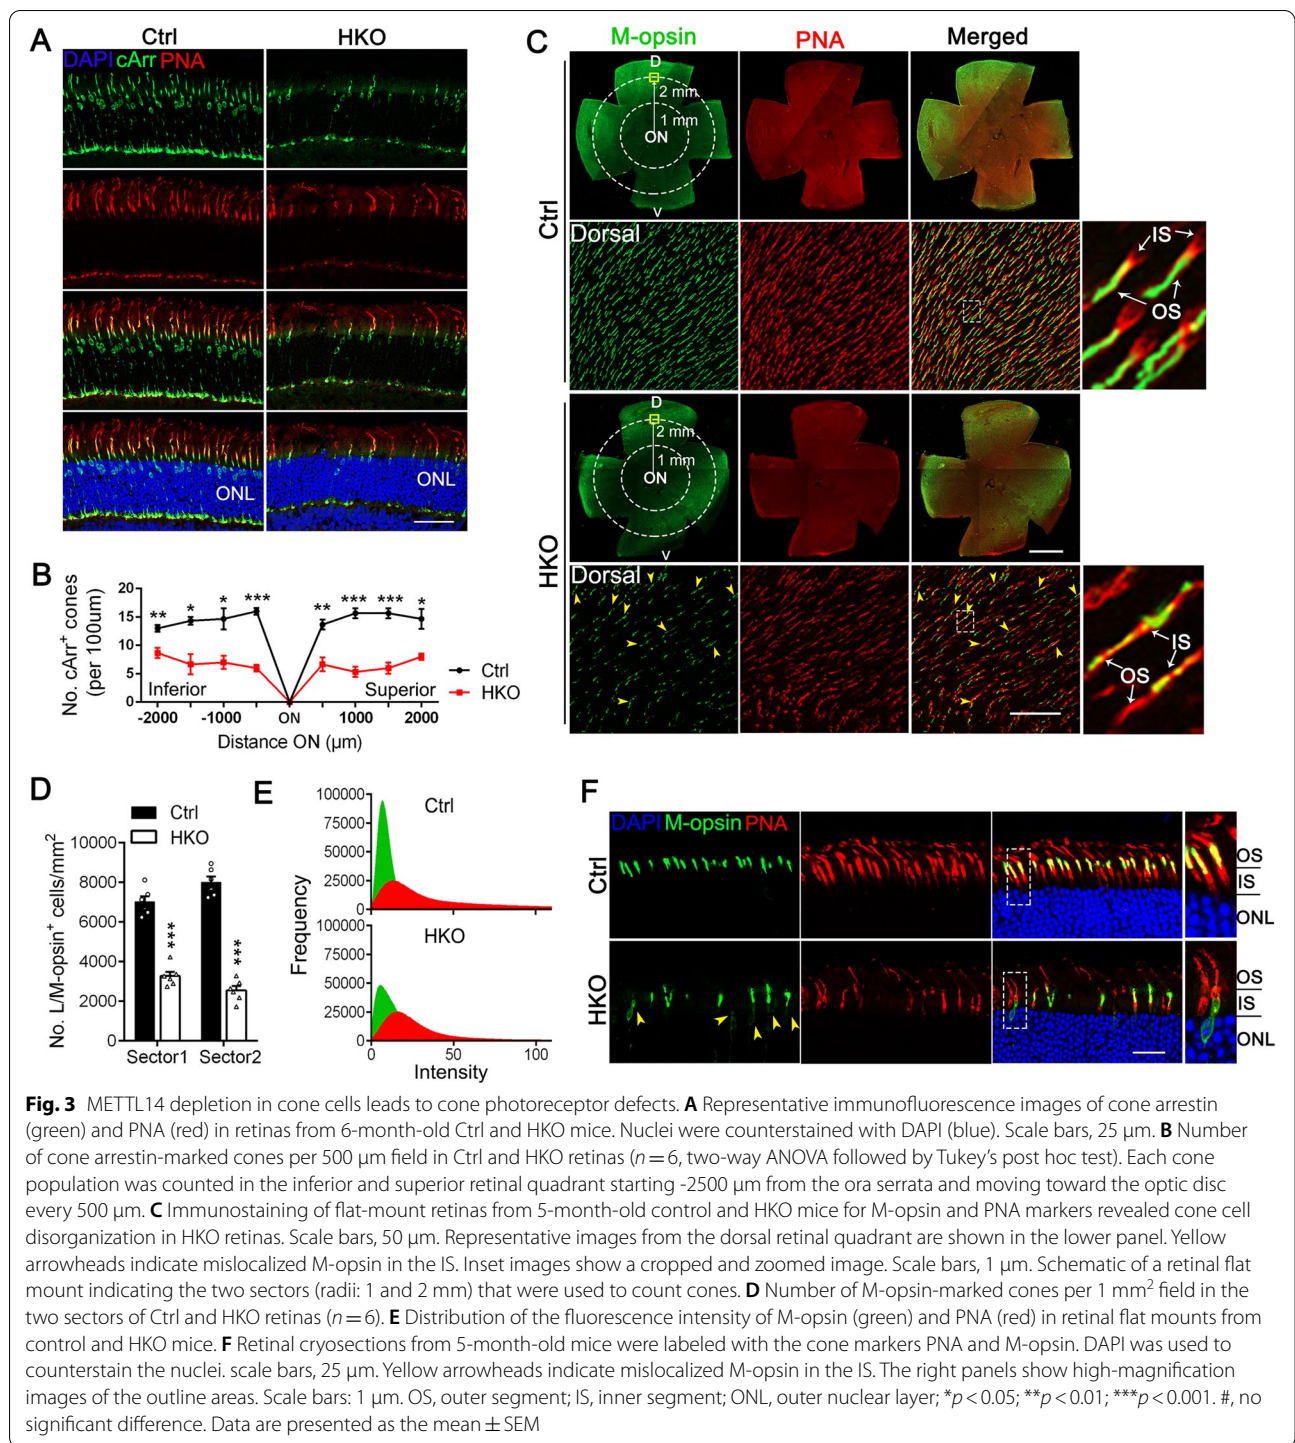 A
Ctrl
HKO
DAPI cArr PNA
ONL
ONL
B
No. cArr+ cones
(per 100um)
20
15
10
5
0
** * * *** ** *** *** *
Inferior
Superior
-2000 -1000 ON 1000 2000
Distance ON (µm)
Ctrl
HKO
C
M-opsin
PNA
Merged
Ctrl
D
2 mm
1 mm
ON
V
Dorsal
IS
OS
HKO
D
2 mm
1 mm
ON
V
Dorsal
IS
OS
D
Ctrl
HKO
No. L/M-opsin+ cells/mm2
10000
8000
6000
4000
2000
0
***
***
Sector1 Sector2
E
Frequency
100000
75000
50000
25000
0
Ctrl
100000
75000
50000
25000
0
HKO
0 50 100
Intensity
F
DAPI M-opsin PNA
Ctrl
OS
IS
ONL
HKO
OS
IS
ONL
Fig. 3 METTL14 depletion in cone cells leads to cone photoreceptor defects. A Representative immunofluorescence images of cone arrestin
(green) and PNA (red) in retinas from 6-month-old Ctrl and HKO mice. Nuclei were counterstained with DAPI (blue). Scale bars, 25 µm. B Number
of cone arrestin-marked cones per 500 µm field in Ctrl and HKO retinas (n = 6, two-way ANOVA followed by Tukey's post hoc test). Each cone
population was counted in the inferior and superior retinal quadrant starting -2500 µm from the ora serrata and moving toward the optic disc
every 500 µm. C Immunostaining of flat-mount retinas from 5-month-old control and HKO mice for M-opsin and PNA markers revealed cone cell
disorganization in HKO retinas. Scale bars, 50 µm. Representative images from the dorsal retinal quadrant are shown in the lower panel. Yellow
arrowheads indicate mislocalized M-opsin in the IS. Inset images show a cropped and zoomed image. Scale bars, 1 µm. Schematic of a retinal flat
mount indicating the two sectors (radii: 1 and 2 mm) that were used to count cones. D Number of M-opsin-marked cones per 1 mm2 field in the
two sectors of Ctrl and HKO retinas (n = 6). E Distribution of the fluorescence intensity of M-opsin (green) and PNA (red) in retinal flat mounts from
control and HKO mice. F Retinal cryosections from 5-month-old mice were labeled with the cone markers PNA and M-opsin. DAPI was used to
counterstain the nuclei. scale bars, 25 µm. Yellow arrowheads indicate mislocalized M-opsin in the IS. The right panels show high-magnification
images of the outline areas. Scale bars: 1 µm. OS, outer segment; IS, inner segment; ONL, outer nuclear layer; *p < 0.05; **p < 0.01; ***p < 0.001. #, no
significant difference. Data are presented as the mean ± SEM